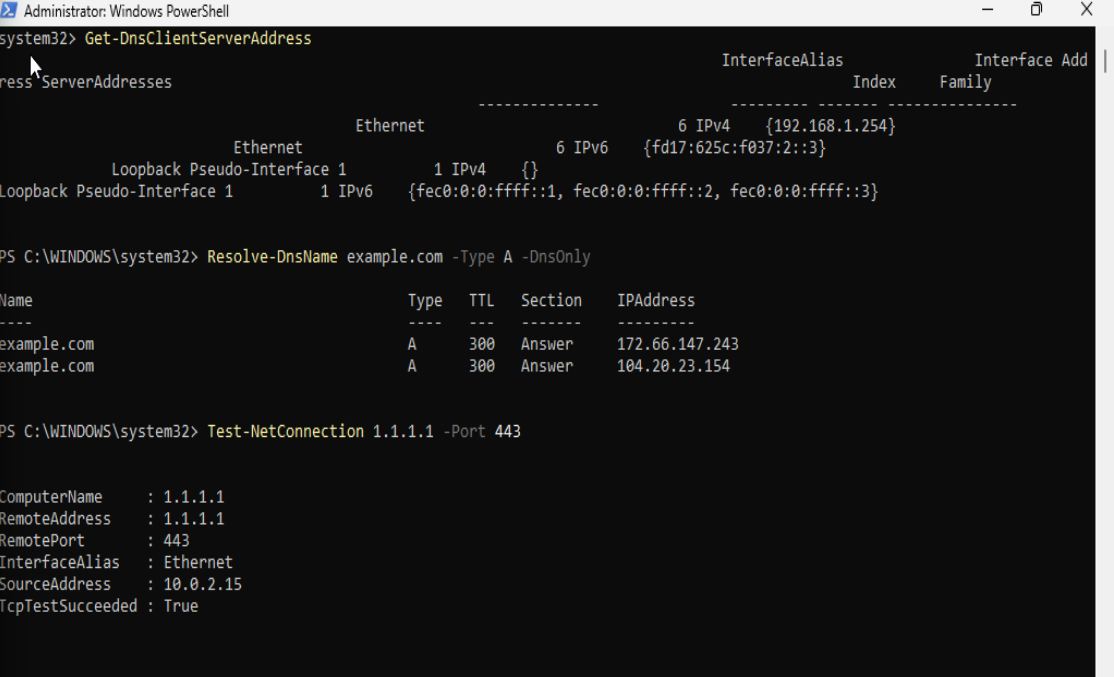 Administrator: Windows PowerShell
system32> Get-DnsClientServerAddress
InterfaceAlias Interface Add
ress ServerAddresses
Index Family
-------------- --------- ------- ---------------
Ethernet 6 IPv4 {192.168.1.254}
Ethernet 6 IPv6 {fd17:625c:f037:2::3}
Loopback Pseudo-Interface 1 1 IPv4 {}
Loopback Pseudo-Interface 1 1 IPv6 {fec0:0:0:ffff::1, fec0:0:0:ffff::2, fec0:0:0:ffff::3}
PS C:\WINDOWS\system32> Resolve-DnsName example.com -Type A -DnsOnly
Name Type TTL Section IPAddress
---- ---- --- ------- ---------
example.com A 300 Answer 172.66.147.243
example.com A 300 Answer 104.20.23.154
PS C:\WINDOWS\system32> Test-NetConnection 1.1.1.1 -Port 443
ComputerName : 1.1.1.1
RemoteAddress : 1.1.1.1
RemotePort : 443
InterfaceAlias : Ethernet
SourceAddress : 10.0.2.15
TcpTestSucceeded : True